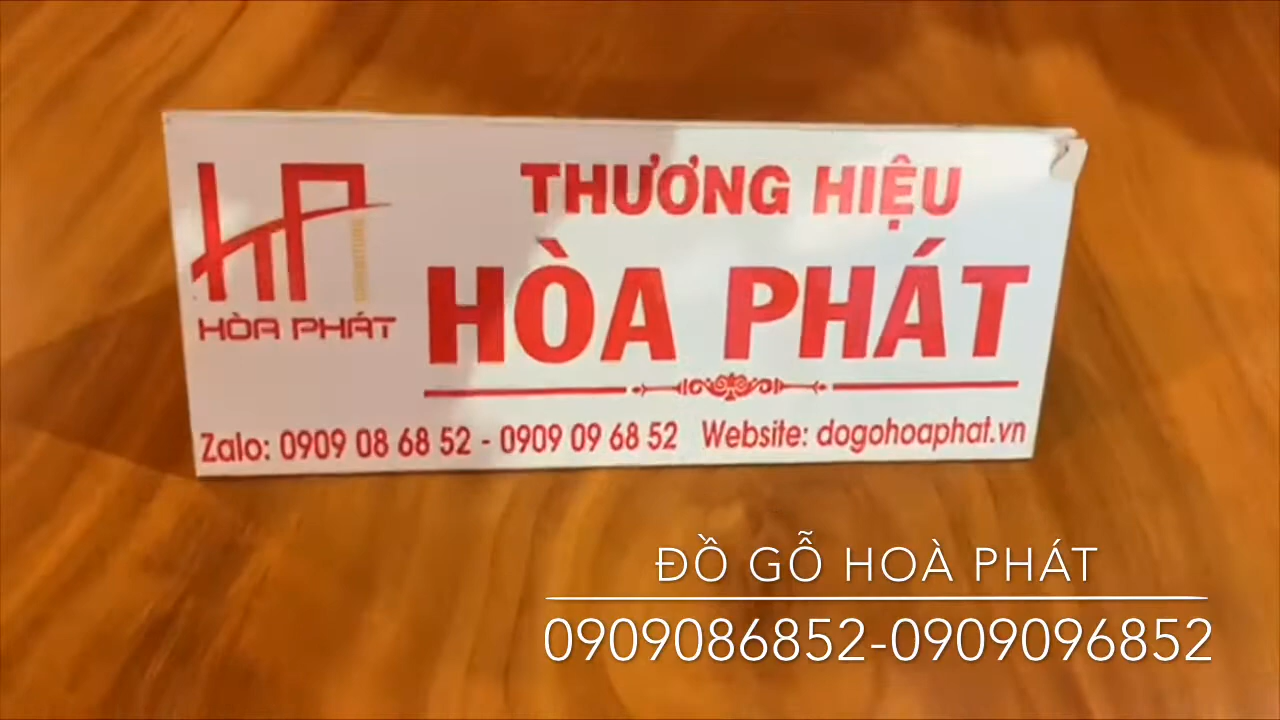 THƯƠNG HIỆU
HÒA PHÁT
HÒA PHÁT
Zalo: 0909 08 68 52 - 0909 09 68 52 Website: dogohoaphat.vn
ĐỒ GỖ HOÀ PHÁT
0909086852-0909096852